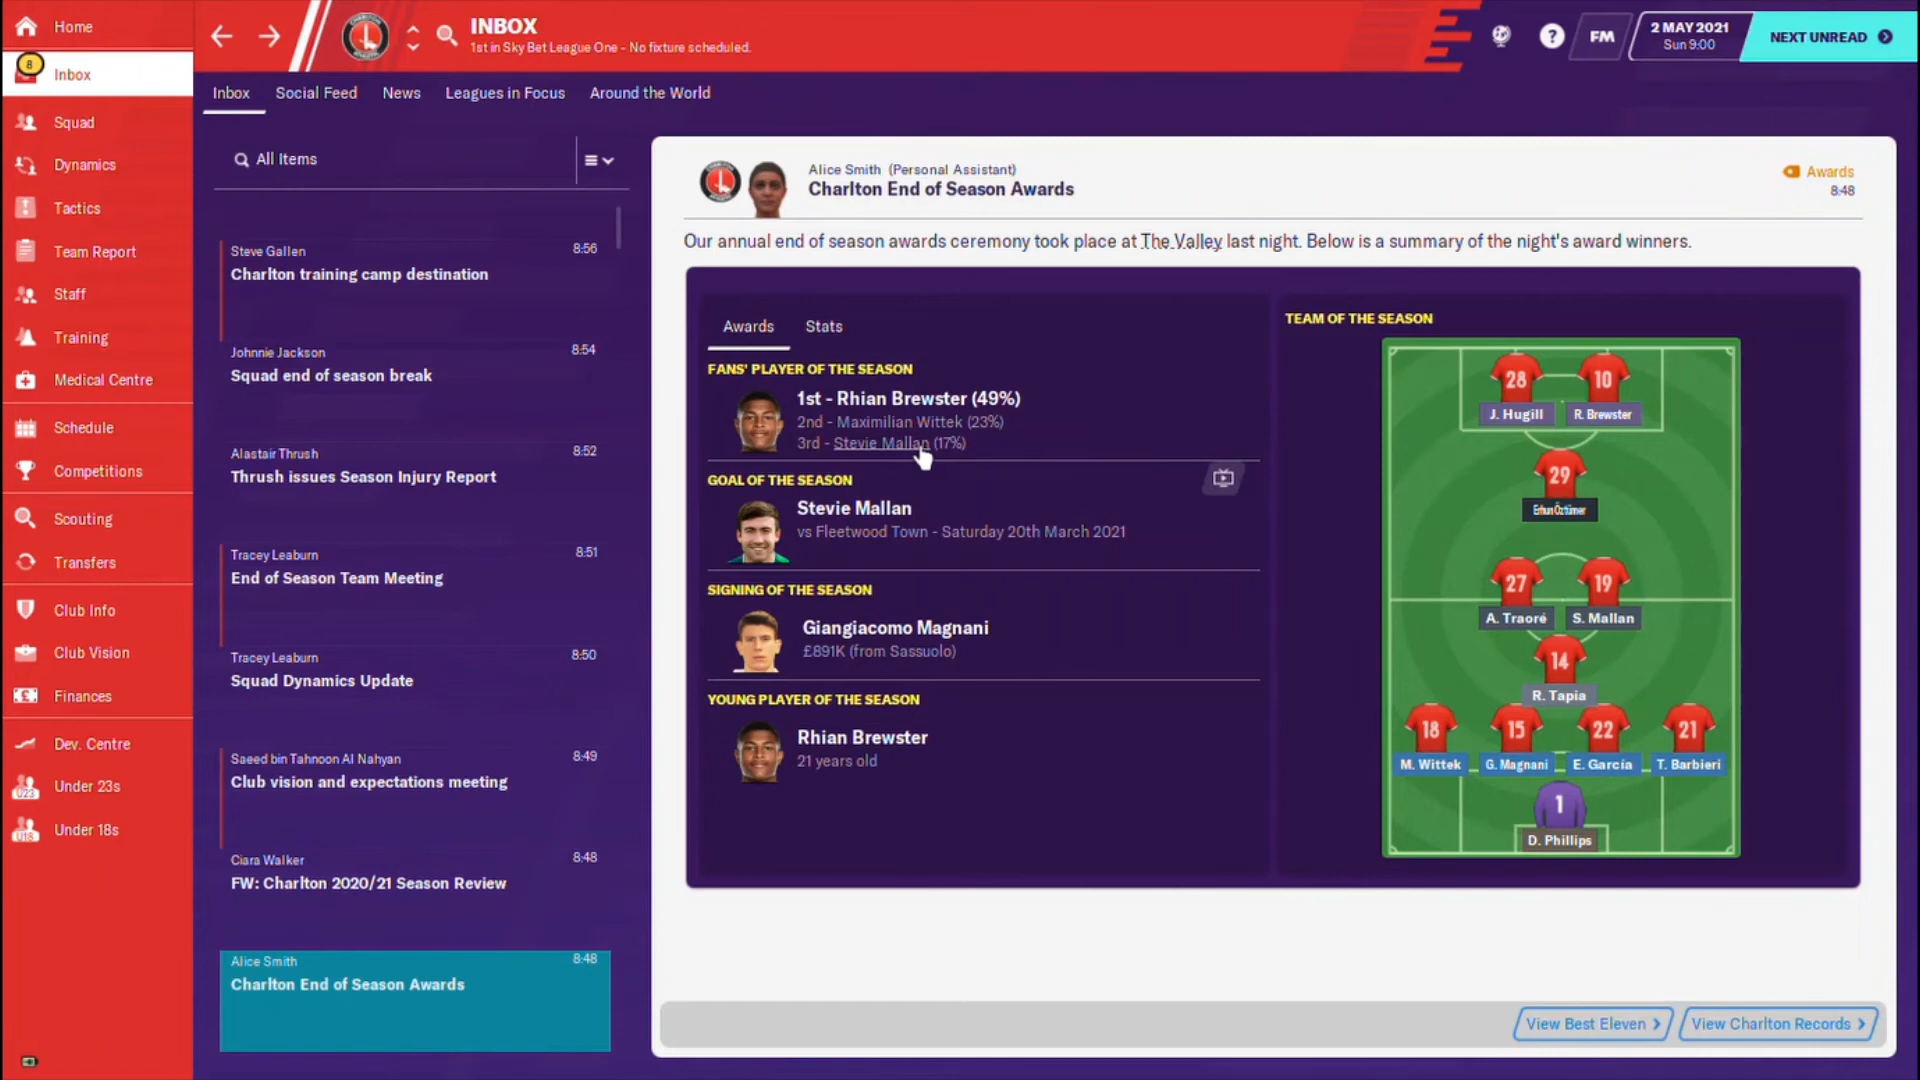 Home
8
Inbox
Squad
Dynamics
Tactics
Team Report
Staff
Training
Medical Centre
Schedule
Competitions
Scouting
Transfers
Club Info
Club Vision
Finances
Dev. Centre
U23
Under 23s
U18
Under 18s
INBOX
1st in Sky Bet League One - No fixture scheduled.
?
FM
2 MAY 2021
Sun 9:00
NEXT UNREAD
Inbox
Social Feed
News
Leagues in Focus
Around the World
All Items
Steve Gallen
8:56
Charlton training camp destination
Johnnie Jackson
8:54
Squad end of season break
Alastair Thrush
8:52
Thrush issues Season Injury Report
Tracey Leaburn
8:51
End of Season Team Meeting
Tracey Leaburn
8:50
Squad Dynamics Update
Saeed bin Tahnoon Al Nahyan
8:49
Club vision and expectations meeting
Ciara Walker
8:48
FW: Charlton 2020/21 Season Review
Alice Smith
8:48
Charlton End of Season Awards
Alice Smith (Personal Assistant)
Charlton End of Season Awards
Awards
8:48
Our annual end of season awards ceremony took place at The Valley last night. Below is a summary of the night's award winners.
Awards
Stats
FANS' PLAYER OF THE SEASON
1st - Rhian Brewster (49%)
2nd - Maximilian Wittek (23%)
3rd - Stevie Mallan (17%)
GOAL OF THE SEASON
Stevie Mallan
vs Fleetwood Town - Saturday 20th March 2021
SIGNING OF THE SEASON
Giangiacomo Magnani
£891K (from Sassuolo)
YOUNG PLAYER OF THE SEASON
Rhian Brewster
21 years old
TEAM OF THE SEASON
28
10
J. Hugill
R. Brewster
29
Erhun Öztümer
27
19
A. Traoré
S. Mallan
14
R. Tapia
18
15
22
21
M. Wittek
G. Magnani
E. García
T. Barbieri
1
D. Phillips
View Best Eleven
View Charlton Records